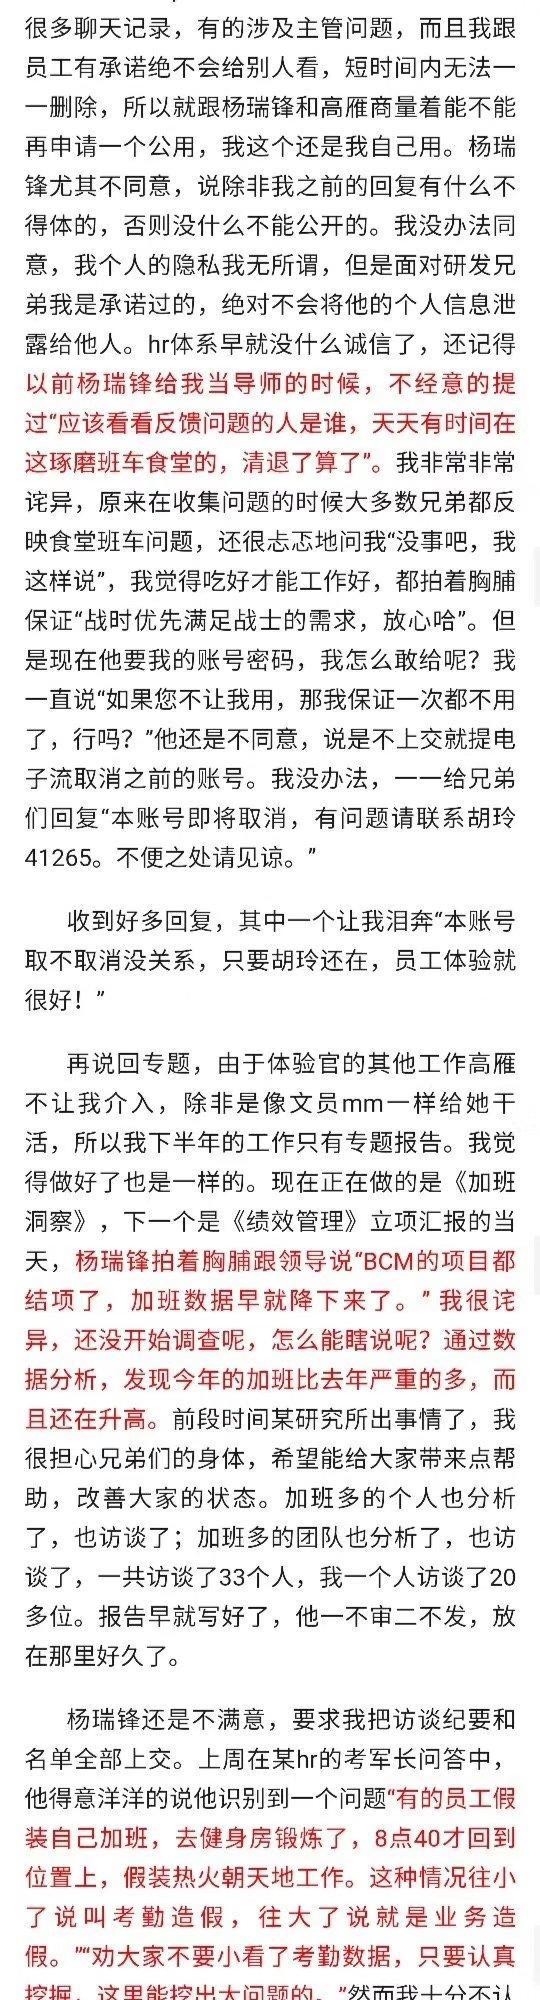 很多聊天记录，有的涉及主管问题，而且我跟
员工有承诺绝不会给别人看，短时间内无法一
一删除，所以就跟杨瑞锋和高雁商量着能不能
再申请一个公用，我这个还是我自己用。杨瑞
锋尤其不同意，说除非我之前的回复有什么不
得体的，否则没什么不能公开的。我没办法同
意，我个人的隐私我无所谓，但是面对研发兄
弟我是承诺过的，绝对不会将他的个人信息泄
露给他人。hr体系早就没什么诚信了，还记得
以前杨瑞锋给我当导师的时候，不经意的提
过“应该看看反馈问题的人是谁，天天有时间在
这琢磨班车食堂的，清退了算了”。我非常非常
诧异，原来在收集问题的时候大多数兄弟都反
映食堂班车问题，还很忐忑地问我“没事吧，我
这样说”，我觉得吃好才能工作好，都拍着胸脯
保证“战时优先满足战士的需求，放心哈”。但
是现在他要我的账号密码，我怎么敢给呢？我
一直说“如果您不让我用，那我保证一次都不用
了，行吗？”他还是不同意，说是不上交就提电
子流取消之前的账号。我没办法，一一给兄弟
们回复“本账号即将取消，有问题请联系胡玲
41265。不便之处请见谅。”
收到好多回复，其中一个让我泪奔“本账号
取不取消没关系，只要胡玲还在，员工体验就
很好！”
再说回专题，由于体验官的其他工作高雁
不让我介入，除非是像文员mm一样给她干
活，所以我下半年的工作只有专题报告。我觉
得做好了也是一样的。现在正在做的是《加班
洞察》，下一个是《绩效管理》立项汇报的当
天，杨瑞锋拍着胸脯跟领导说“BCM的项目都
结项了，加班数据早就降下来了。”我很诧
异，还没开始调查呢，怎么能瞎说呢？通过数
据分析，发现今年的加班比去年严重的多，而
且还在升高。前段时间某研究所出事情了，我
很担心兄弟们的身体，希望能给大家带来点帮
助，改善大家的状态。加班多的个人也分析
了，也访谈了；加班多的团队也分析了，也访
谈了，一共访谈了33个人，我一个人访谈了20
多位。报告早就写好了，他一不审二不发，放
在那里好久了。
杨瑞锋还是不满意，要求我把访谈纪要和
名单全部上交。上周在某hr的考军长问答中，
他得意洋洋的说他识别到一个问题“有的员工假
装自己加班，去健身房锻炼了，8点40才回到
位置上，假装热火朝天地工作。这种情况往小
了说叫考勤造假，往大了说就是业务造
假。”“劝大家不要小看了考勤数据，只要认真
挖掘，这里能挖出大问题的。”然而我十分不认